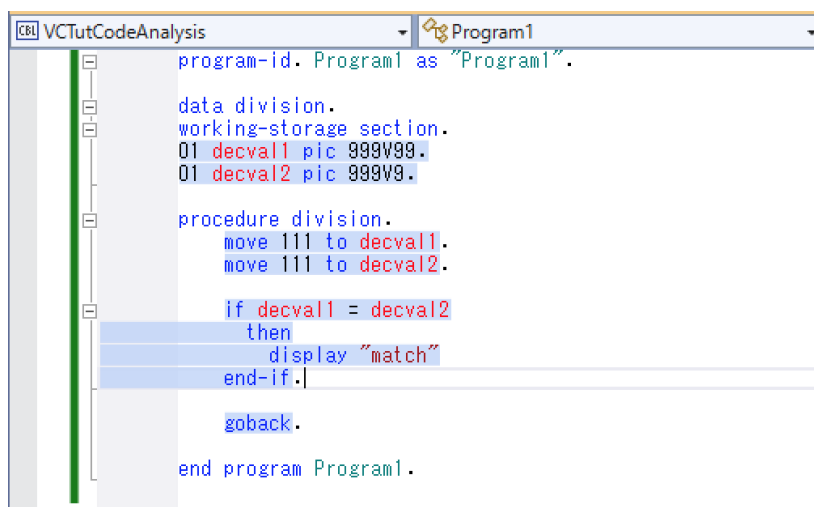 CBL VCTutCodeAnalysis Program1
program-id. Program1 as "Program1".
data division.
working-storage section.
01 decval1 pic 999V99.
01 decval2 pic 999V9.
procedure division.
move 111 to decval1.
move 111 to decval2.
if decval1 = decval2
then
display "match"
end-if.
goback.
end program Program1.